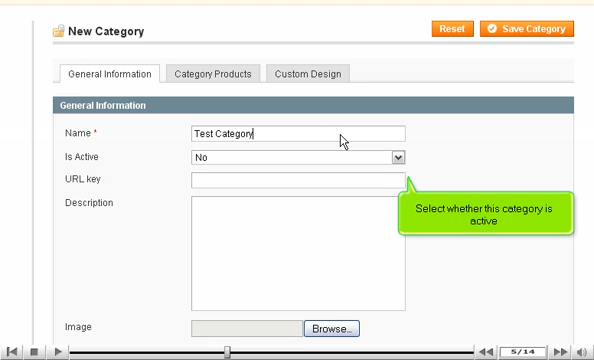 New Category
Reset
Save Category
General Information
Category Products
Custom Design
General Information
Name *
Test Category
Is Active
No
URL key
Select whether this category is
active
Description
Image
Browse...
5/14